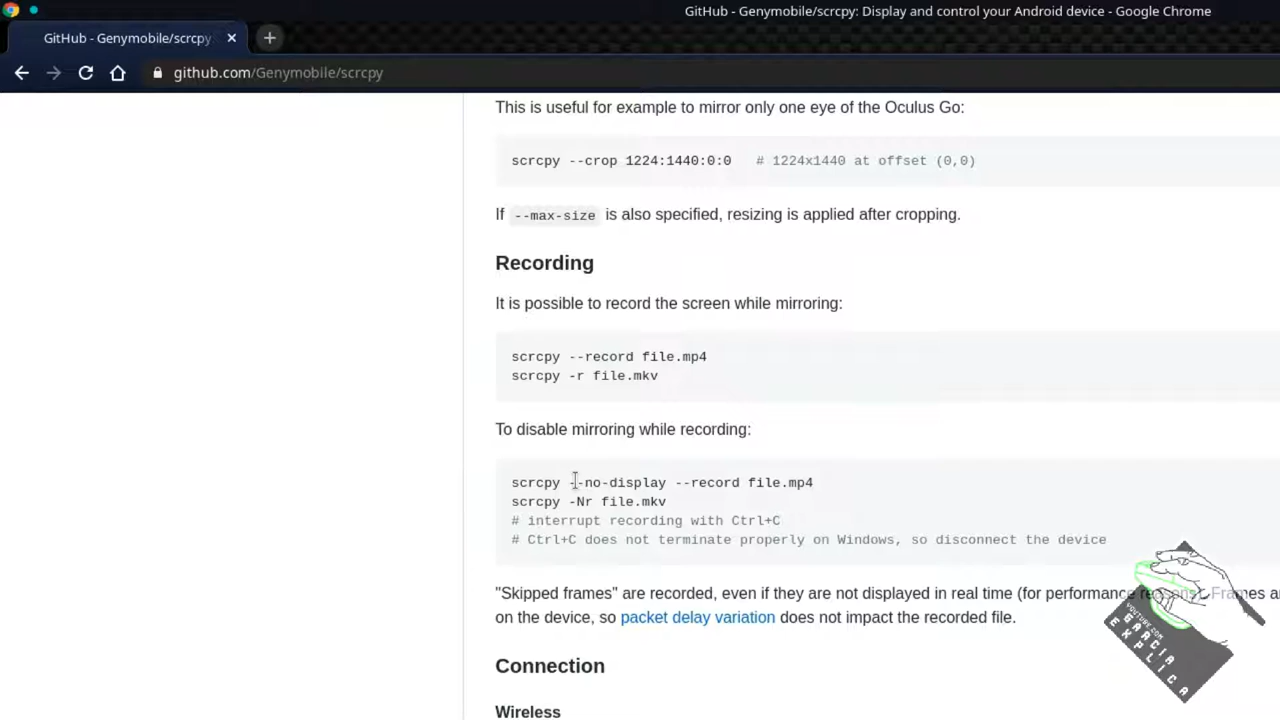 GitHub - Genymobile/scrcpy: Display and control your Android device - Google Chrome
GitHub - Genymobile/scrcpy
github.com/Genymobile/scrcpy
This is useful for example to mirror only one eye of the Oculus Go:
scrcpy --crop 1224:1440:0:0   # 1224x1440 at offset (0,0)
If --max-size is also specified, resizing is applied after cropping.
Recording
It is possible to record the screen while mirroring:
scrcpy --record file.mp4
scrcpy -r file.mkv
To disable mirroring while recording:
scrcpy --no-display --record file.mp4
scrcpy -Nr file.mkv
# interrupt recording with Ctrl+C
# Ctrl+C does not terminate properly on Windows, so disconnect the device
"Skipped frames" are recorded, even if they are not displayed in real time (for performance reasons). Frames
on the device, so packet delay variation does not impact the recorded file.
Connection
Wireless
YOUTUBE.COM
GARCIA
EXPLICA